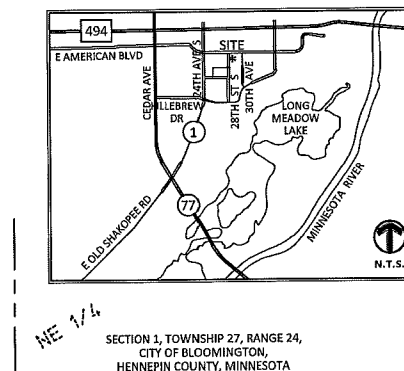 494
E AMERICAN BLVD
SITE
*
CEDAR AVE
24TH AVE S
28TH ST S
30TH AVE
ILLEBREW
DR
1
LONG
MEADOW
LAKE
MINNESOTA RIVER
E OLD SHAKOPEE RD
77
N.T.S.
NE 1/4
SECTION 1, TOWNSHIP 27, RANGE 24,
CITY OF BLOOMINGTON,
HENNEPIN COUNTY, MINNESOTA